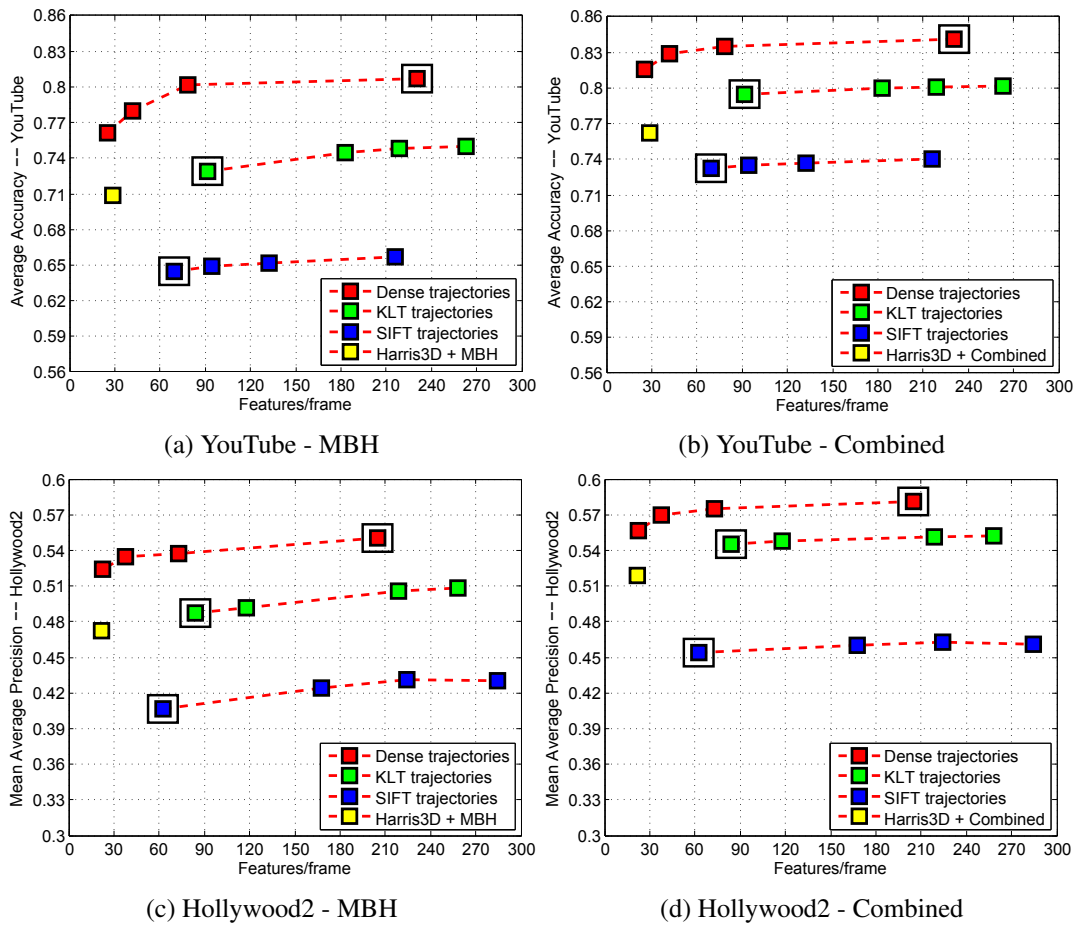 0.86
0.83
0.8
0.77
0.74
0.71
0.68
0.65
0.62
0.59
0.56
Average Accuracy −− YouTube
0 30 60 90 120 150 180 210 240 270 300
Features/frame
Dense trajectories
KLT trajectories
SIFT trajectories
Harris3D + MBH
(a) YouTube - MBH
0.86
0.83
0.8
0.77
0.74
0.71
0.68
0.65
0.62
0.59
0.56
Average Accuracy −− YouTube
0 30 60 90 120 150 180 210 240 270 300
Features/frame
Dense trajectories
KLT trajectories
SIFT trajectories
Harris3D + Combined
(b) YouTube - Combined
0.6
0.57
0.54
0.51
0.48
0.45
0.42
0.39
0.36
0.33
0.3
Mean Average Precision −− Hollywood2
0 30 60 90 120 150 180 210 240 270 300
Features/frame
Dense trajectories
KLT trajectories
SIFT trajectories
Harris3D + MBH
(c) Hollywood2 - MBH
0.6
0.57
0.54
0.51
0.48
0.45
0.42
0.39
0.36
0.33
0.3
Mean Average Precision −− Hollywood2
0 30 60 90 120 150 180 210 240 270 300
Features/frame
Dense trajectories
KLT trajectories
SIFT trajectories
Harris3D + Combined
(d) Hollywood2 - Combined